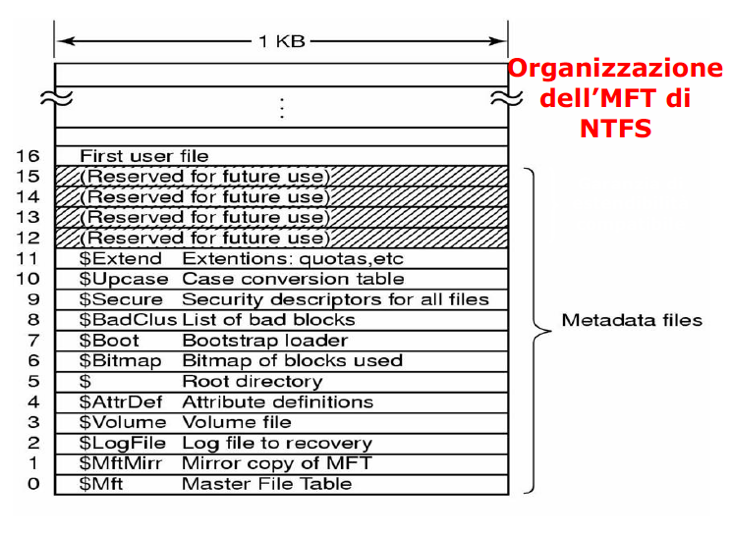 1 KB
Organizzazione
dell'MFT di
NTFS
16 First user file
15 (Reserved for future use)
14 (Reserved for future use)
13 (Reserved for future use)
12 (Reserved for future use)
11 $Extend Extentions: quotas,etc
10 $Upcase Case conversion table
9 $Secure Security descriptors for all files
8 $BadClus List of bad blocks
7 $Boot Bootstrap loader
6 $Bitmap Bitmap of blocks used
5 $ Root directory
4 $AttrDef Attribute definitions
3 $Volume Volume file
2 $LogFile Log file to recovery
1 $MftMirr Mirror copy of MFT
0 $Mft Master File Table
Metadata files